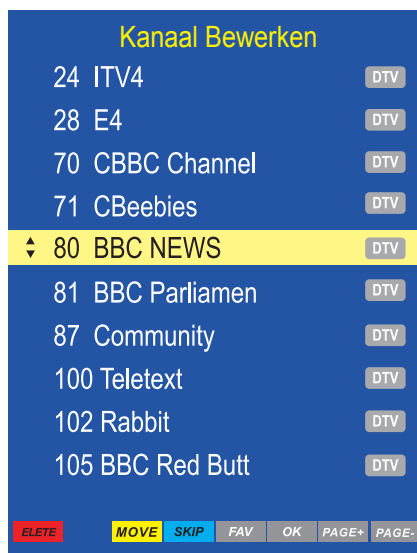 Kanaal Bewerken
24 ITV4 DTV
28 E4 DTV
70 CBBC Channel DTV
71 CBeebies DTV
80 BBC NEWS DTV
81 BBC Parliamen DTV
87 Community DTV
100 Teletext DTV
102 Rabbit DTV
105 BBC Red Butt DTV
ELETE MOVE SKIP FAV OK PAGE+ PAGE-